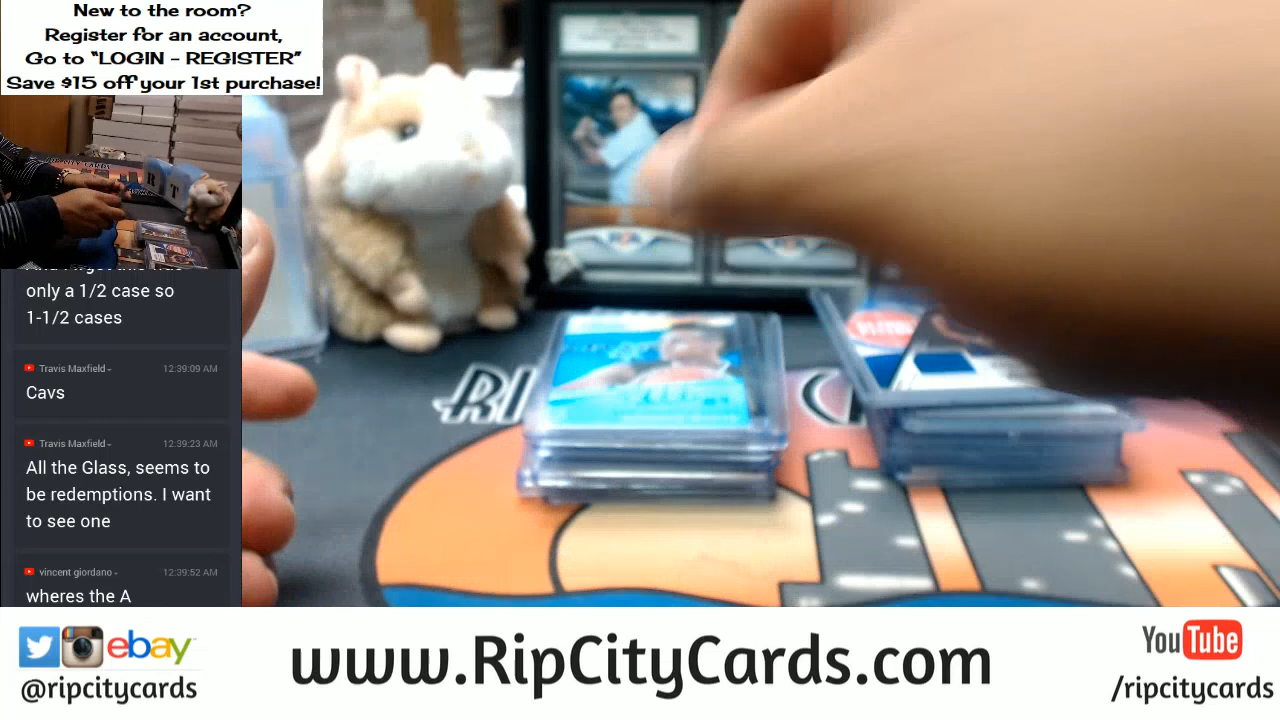 New to the room?
Register for an account,
Go to “LOGIN - REGISTER”
Save $15 off your 1st purchase!
only a 1/2 case so
1-1/2 cases
Travis Maxfield
12:39:09 AM
Cavs
Travis Maxfield
12:39:23 AM
All the Glass, seems to
be redemptions. I want
to see one
vincent giordano
12:39:52 AM
wheres the A
RI
C
ebay
@ripcitycards
www.RipCityCards.com
YouTube
/ripcitycards